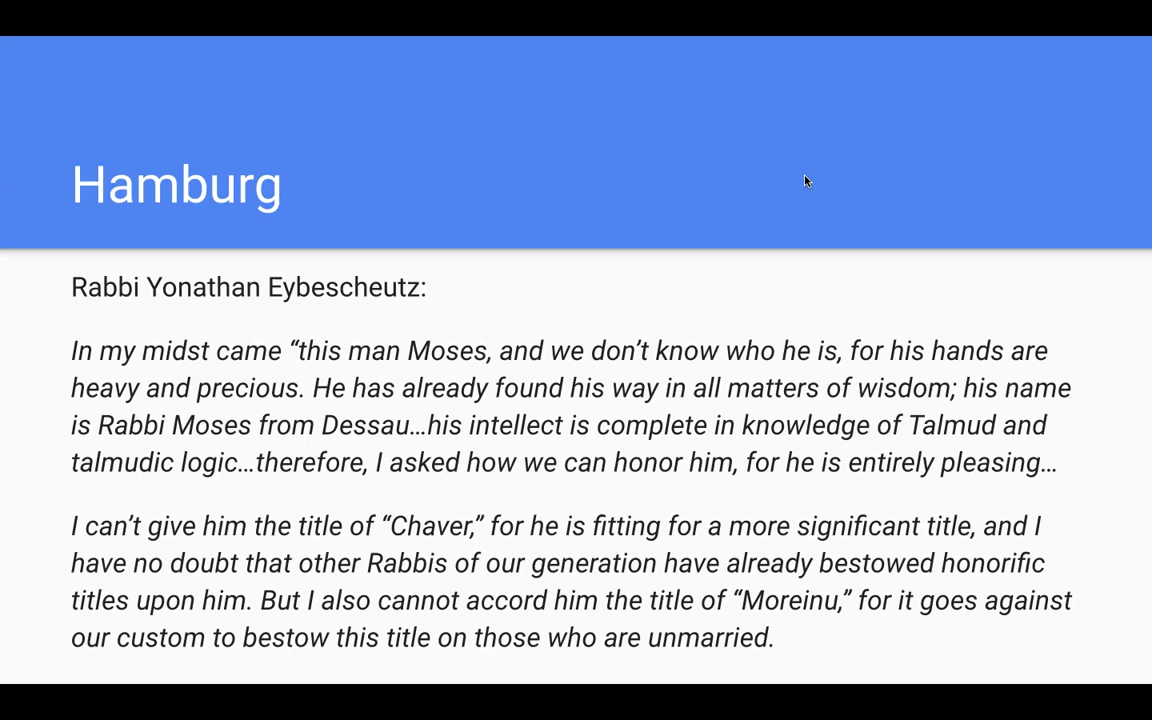 Hamburg
Rabbi Yonathan Eybescheutz:
In my midst came “this man Moses, and we don’t know who he is, for his hands are
heavy and precious. He has already found his way in all matters of wisdom; his name
is Rabbi Moses from Dessau…his intellect is complete in knowledge of Talmud and
talmudic logic…therefore, I asked how we can honor him, for he is entirely pleasing…
I can’t give him the title of “Chaver,” for he is fitting for a more significant title, and I
have no doubt that other Rabbis of our generation have already bestowed honorific
titles upon him. But I also cannot accord him the title of “Moreinu,” for it goes against
our custom to bestow this title on those who are unmarried.